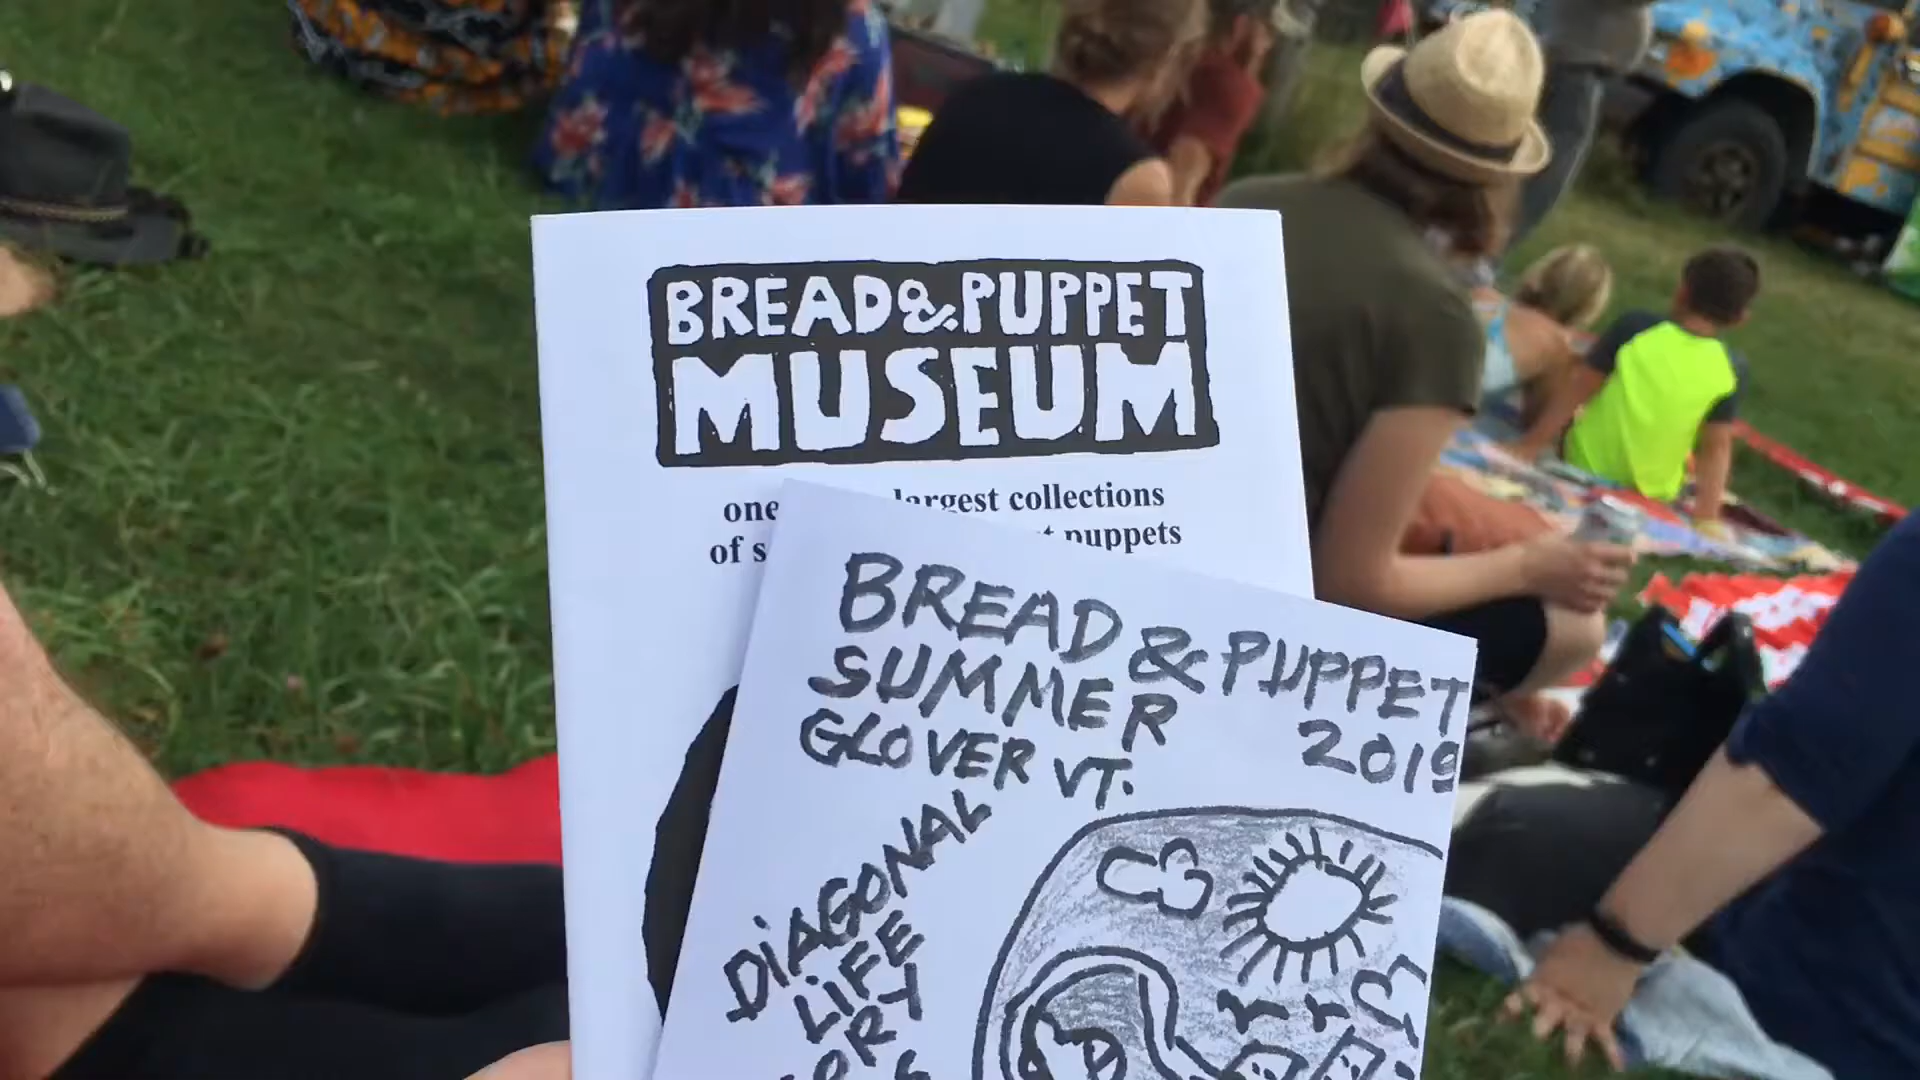 BREAD & PUPPET
MUSEUM
one largest collections
of puppets
BREAD & PUPPET
SUMMER 2019
GLOVER VT.
DIAGONAL
LIFE